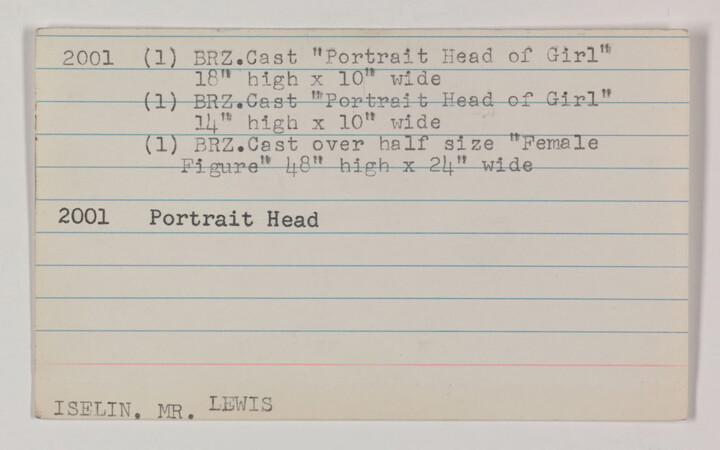 2001 (1) BRZ.Cast "Portrait Head of Girl"
18" high x 10" wide
(1) BRZ.Cast "Portrait Head of Girl"
14" high x 10" wide
(1) BRZ.Cast over half size "Female
Figure" 48" high x 24" wide
2001 Portrait Head
ISELIN. MR. LEWIS